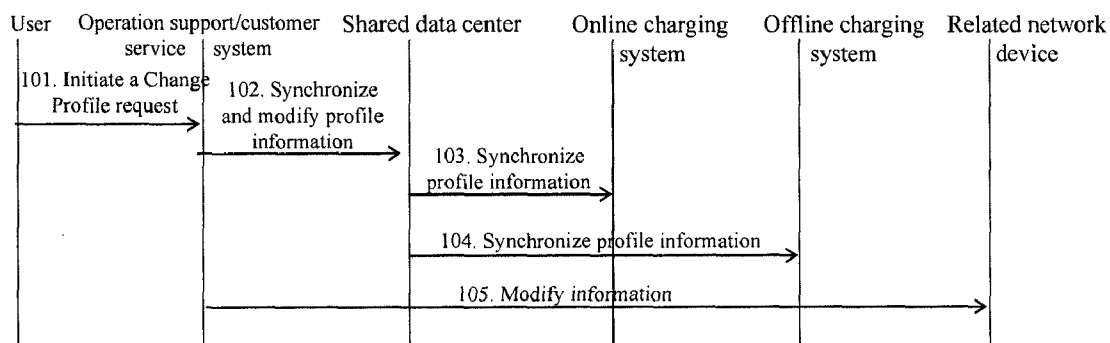 User
Operation support/customer
service system
Shared data center
Online charging
system
Offline charging
system
Related network
device
101. Initiate a Change
Profile request
102. Synchronize
and modify profile
information
103. Synchronize
profile information
104. Synchronize profile information
105. Modify information